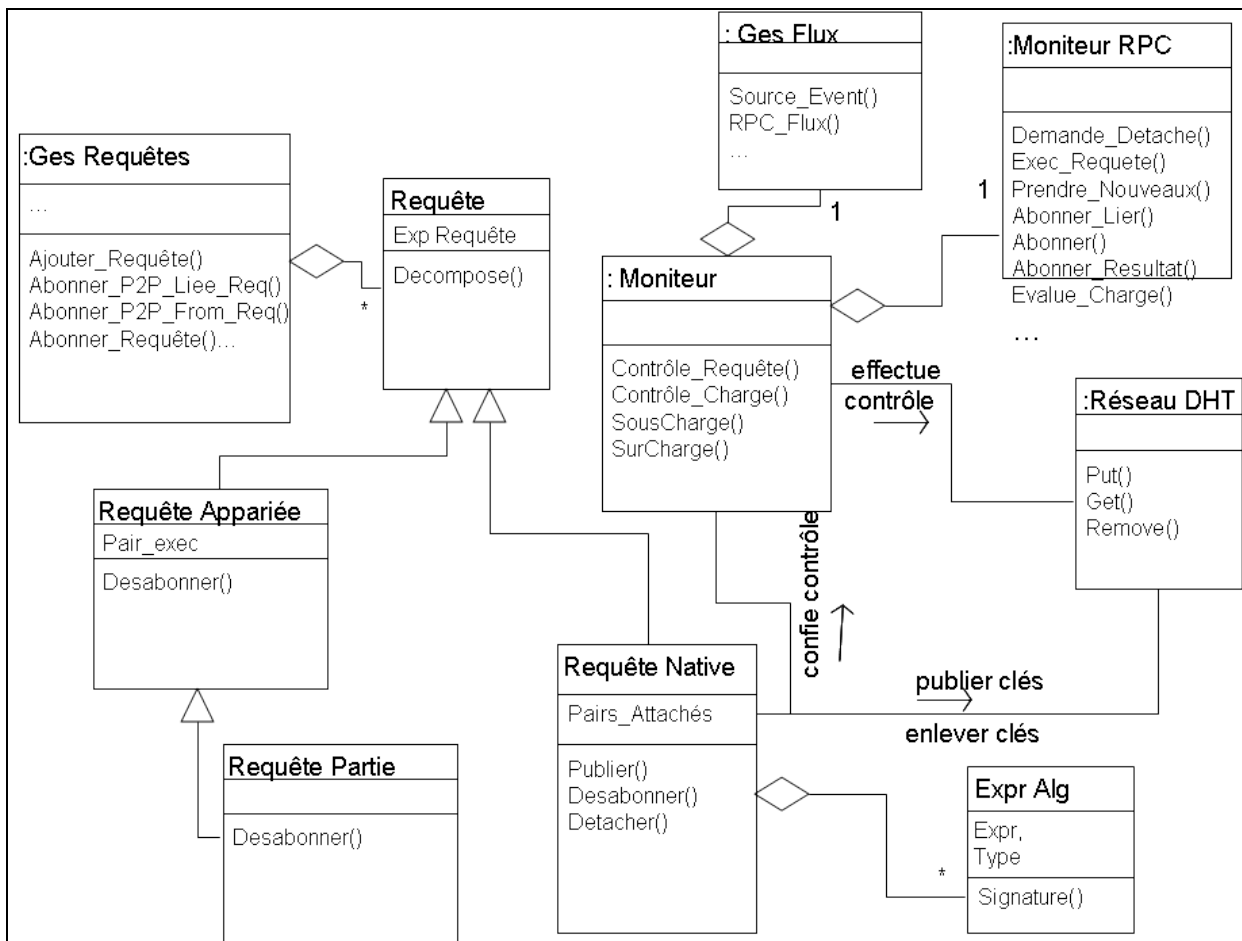 : Ges Flux
Source_Event()
RPC_Flux()
...
:Moniteur RPC
Demande_Detache()
Exec_Requete()
Prendre_Nouveaux()
Abonner_Lier()
Abonner()
Abonner_Resultat()
Evalue_Charge()
...
:Ges Requêtes
...
Ajouter_Requête()
Abonner_P2P_Liee_Req()
Abonner_P2P_From_Req()
Abonner_Requête()...
*
Requête
Exp Requête
Decompose()
1
1
: Moniteur
Contrôle_Requête()
Contrôle_Charge()
SousCharge()
SurCharge()
effectue
contrôle
:Réseau DHT
Put()
Get()
Remove()
Requête Appariée
Pair_exec
Desabonner()
confie contrôle
Requête Native
Pairs_Attachés
Publier()
Desabonner()
Detacher()
publier clés
enlever clés
Requête Partie
Desabonner()
*
Expr Alg
Expr,
Type
Signature()